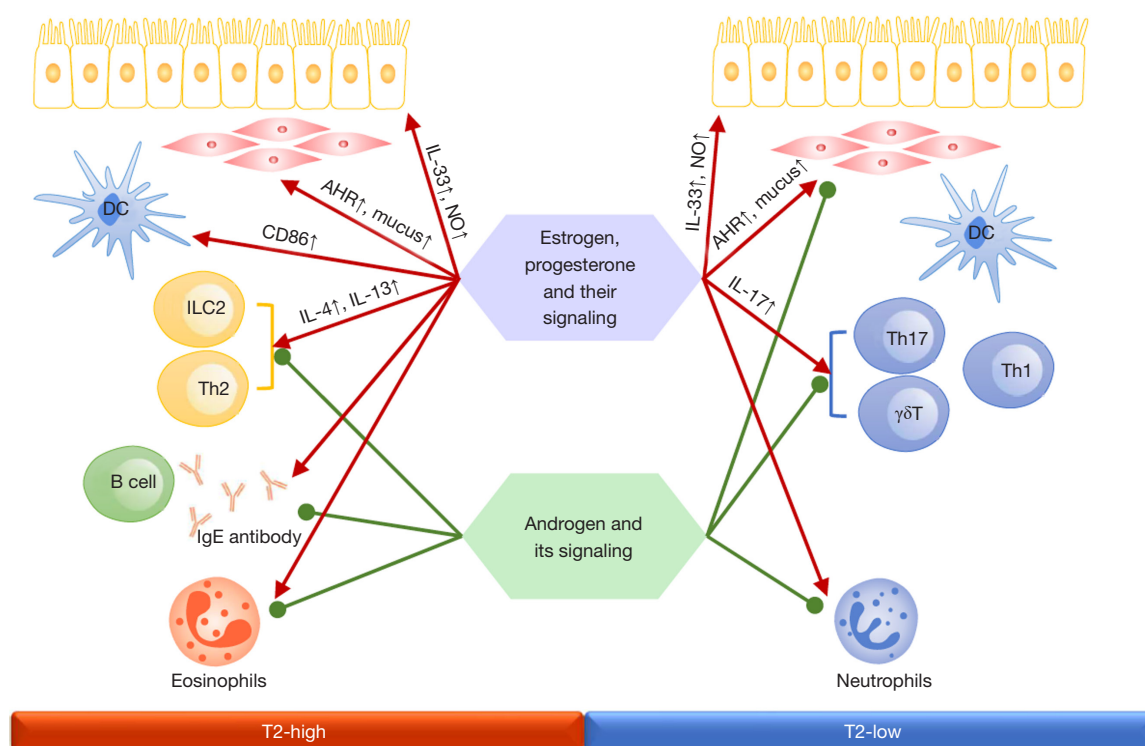 IL-33↑, NO↑
AHR↑, mucus↑
DC
CD86↑
IL-4↑, IL-13↑
ILC2
Th2
B cell
IgE antibody
Eosinophils
Estrogen,
progesterone
and their
signaling
Androgen and
its signaling
IL-33↑, NO↑
AHR↑, mucus↑
DC
IL-17↑
Th17
Th1
γδT
Neutrophils
T2-high
T2-low